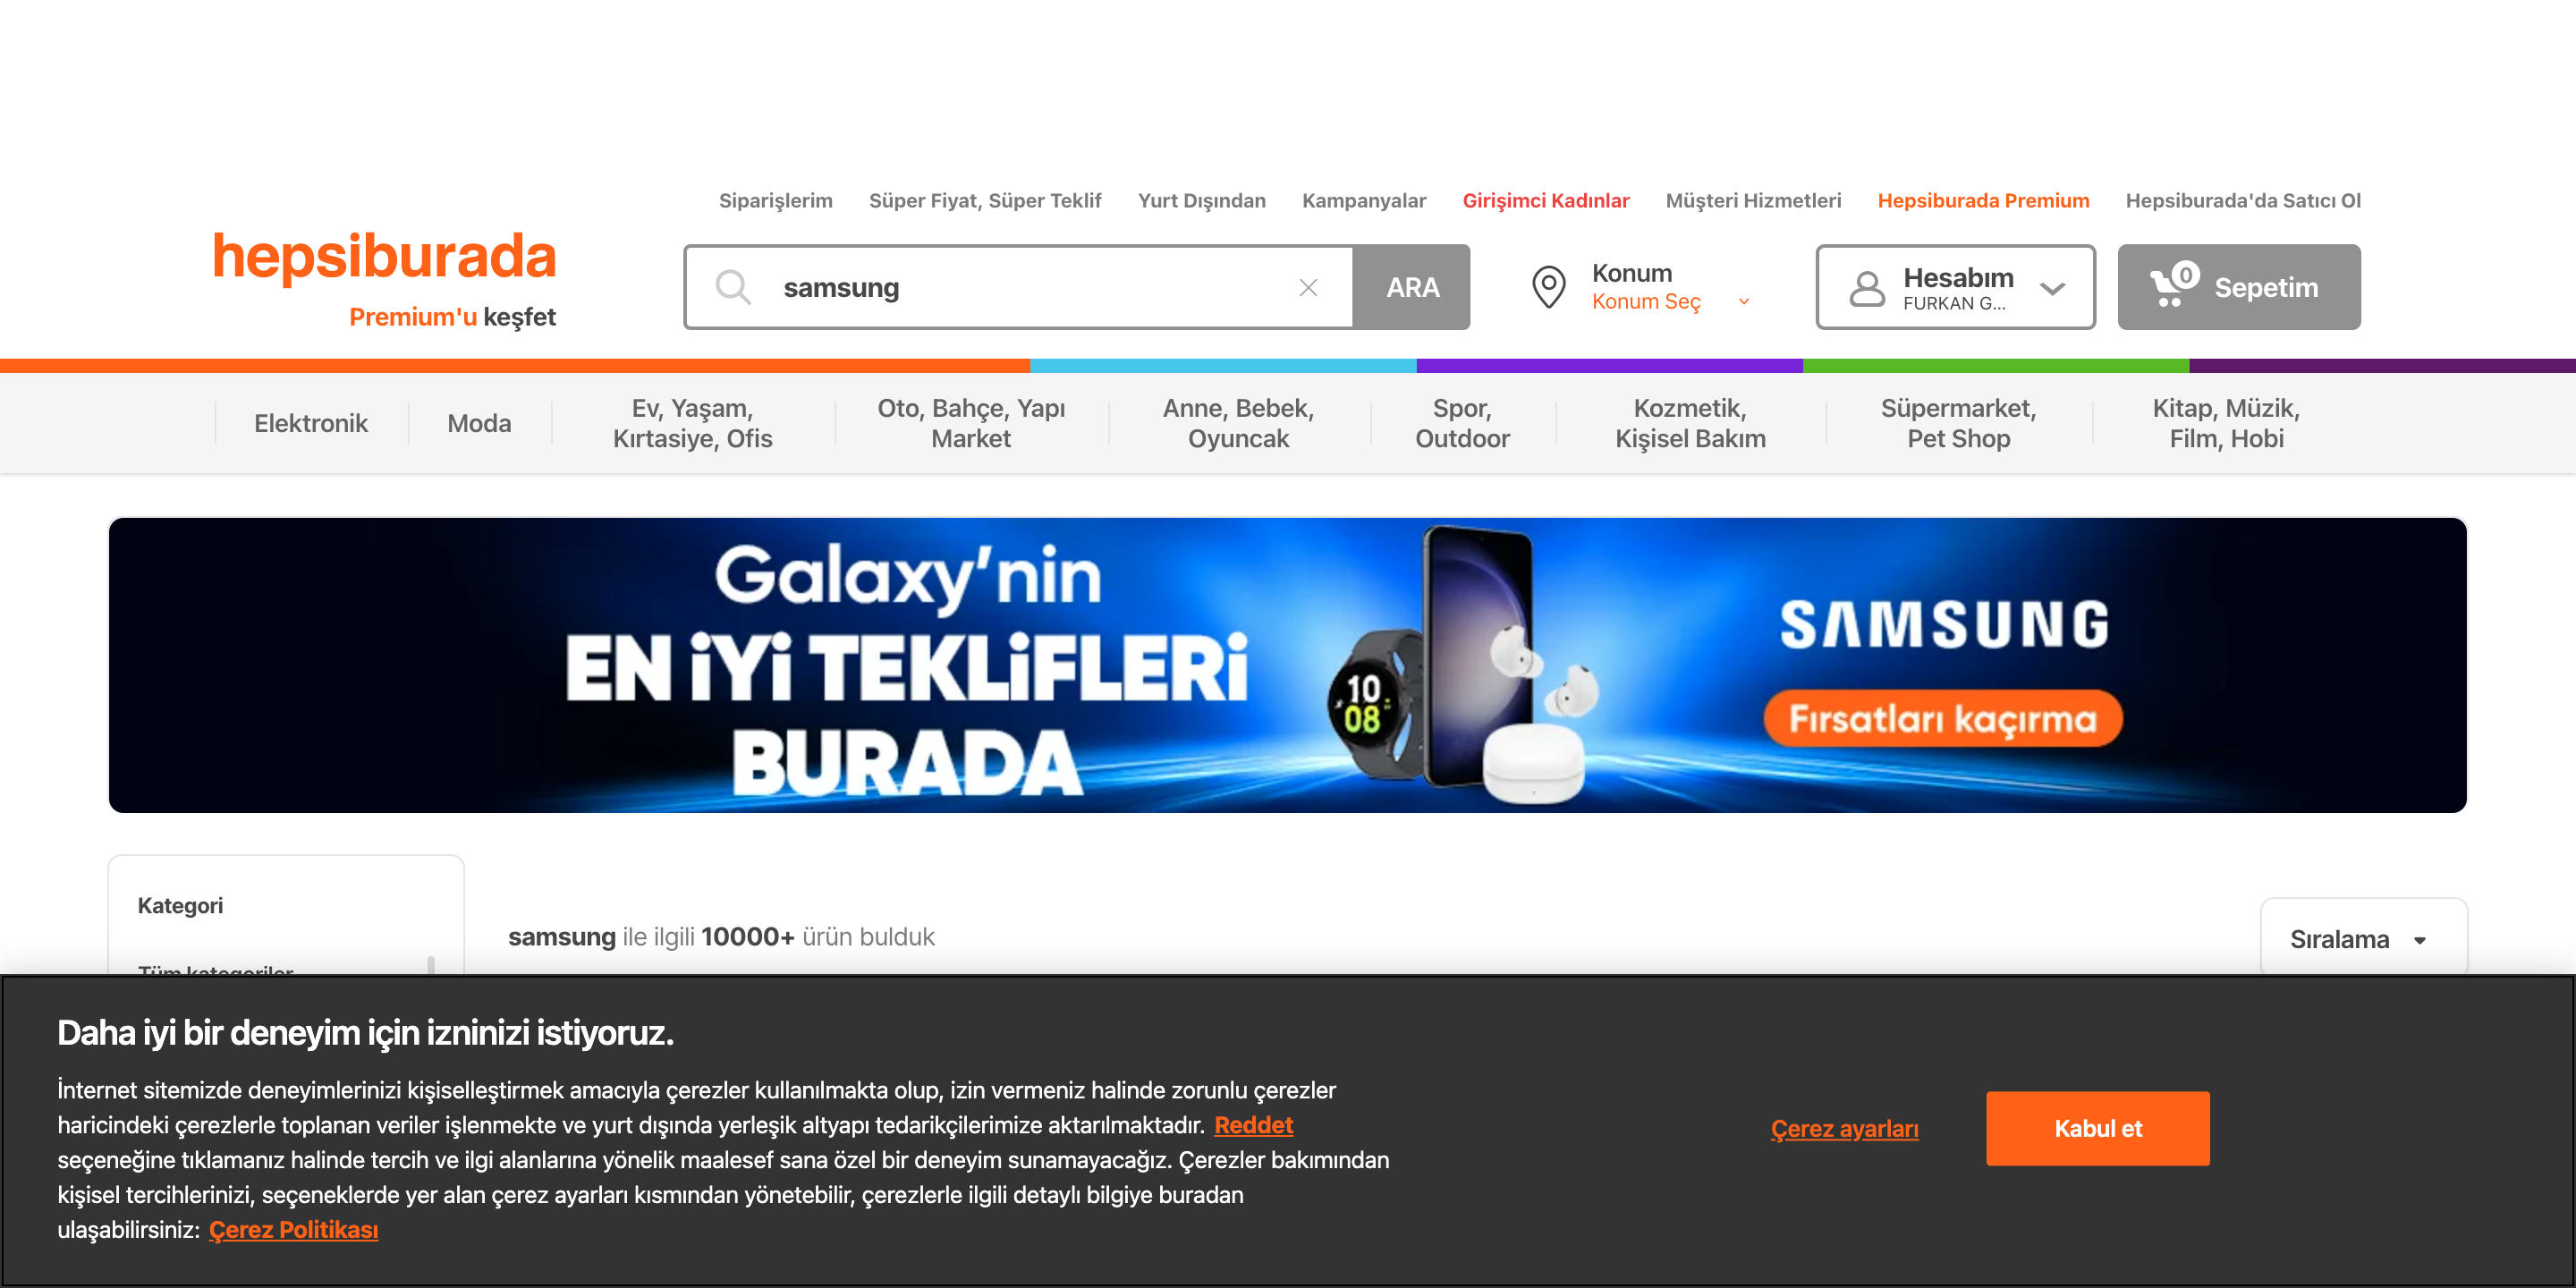 Siparişlerim Süper Fiyat, Süper Teklif Yurt Dışından Kampanyalar Girişimci Kadınlar Müşteri Hizmetleri Hepsiburada Premium Hepsiburada'da Satıcı Ol
hepsiburada
Premium'u keşfet
samsung
ARA
Konum
Konum Seç
Hesabım
FURKAN G...
0
Sepetim
Elektronik
Moda
Ev, Yaşam,
Kırtasiye, Ofis
Oto, Bahçe, Yapı
Market
Anne, Bebek,
Oyuncak
Spor,
Outdoor
Kozmetik,
Kişisel Bakım
Süpermarket,
Pet Shop
Kitap, Müzik,
Film, Hobi
Galaxy'nin
EN iYi TEKLiFLERi
BURADA
10
08
SAMSUNG
Fırsatları kaçırma
Kategori
Tüm kategoriler
samsung ile ilgili 10000+ ürün bulduk
Sıralama
Daha iyi bir deneyim için izninizi istiyoruz.
İnternet sitemizde deneyimlerinizi kişiselleştirmek amacıyla çerezler kullanılmakta olup, izin vermeniz halinde zorunlu çerezler
haricindeki çerezlerle toplanan veriler işlenmekte ve yurt dışında yerleşik altyapı tedarikçilerimize aktarılmaktadır. Reddet
seçeneğine tıklamanız halinde tercih ve ilgi alanlarına yönelik maalesef sana özel bir deneyim sunamayacağız. Çerezler bakımından
kişisel tercihlerinizi, seçeneklerde yer alan çerez ayarları kısmından yönetebilir, çerezlerle ilgili detaylı bilgiye buradan
ulaşabilirsiniz: Çerez Politikası
Çerez ayarları
Kabul et